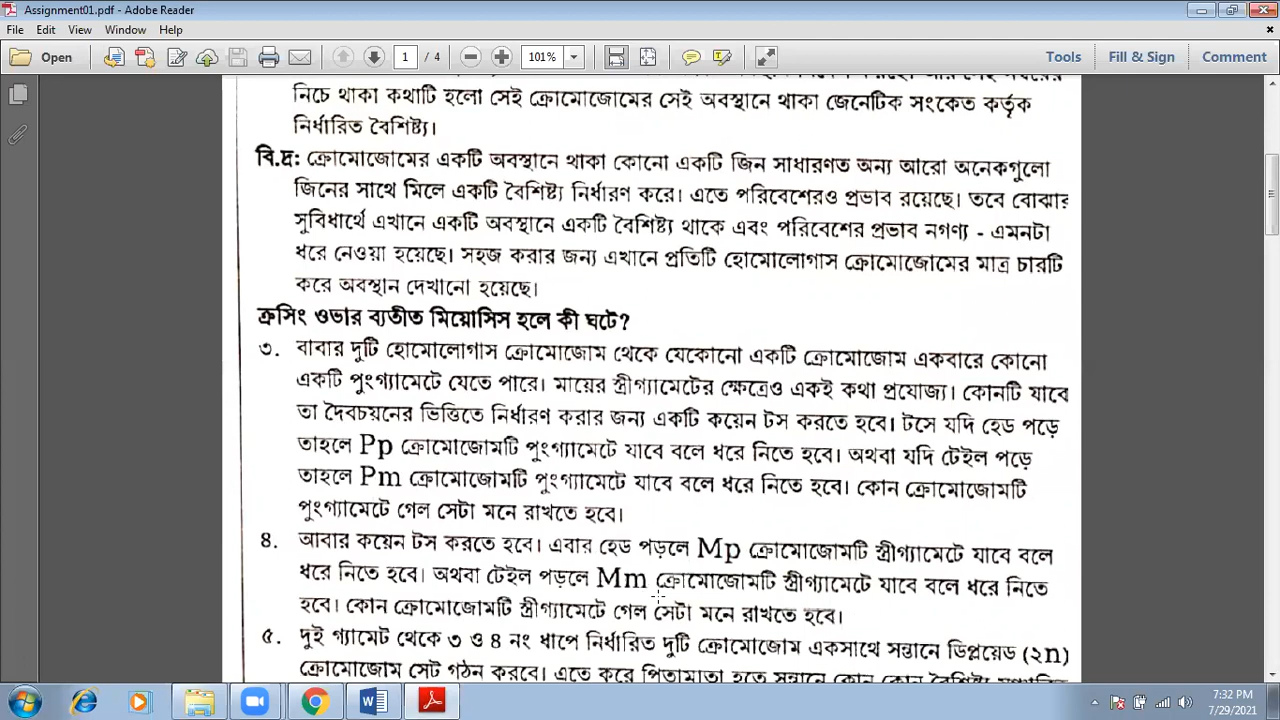 Assignment01.pdf - Adobe Reader
File Edit View Window Help
Open 1 / 4 101% Tools Fill & Sign Comment
নিচে থাকা কথাটি হলো সেই ক্রোমোজোমের সেই অবস্থানে থাকা জেনেটিক সংকেত কর্তৃক
নির্ধারিত বৈশিষ্ট্য।
বি.দ্র: ক্রোমোজোমের একটি অবস্থানে থাকা কোনো একটি জিন সাধারণত অন্য আরো অনেকগুলো
জিনের সাথে মিলে একটি বৈশিষ্ট্য নির্ধারণ করে। এতে পরিবেশেরও প্রভাব রয়েছে। তবে বোঝার
সুবিধার্থে এখানে একটি অবস্থানে একটি বৈশিষ্ট্য থাকে এবং পরিবেশের প্রভাব নগণ্য - এমনটা
ধরে নেওয়া হয়েছে। সহজ করার জন্য এখানে প্রতিটি হোমোলোগাস ক্রোমোজোমের মাত্র চারটি
করে অবস্থান দেখানো হয়েছে।
ক্রসিং ওভার ব্যতীত মিয়োসিস হলে কী ঘটে?
৩. বাবার দুটি হোমোলোগাস ক্রোমোজোম থেকে যেকোনো একটি ক্রোমোজোম একবারে কোনো
একটি পুংগ্যামেটে যেতে পারে। মায়ের স্ত্রীগ্যামেটের ক্ষেত্রেও একই কথা প্রযোজ্য। কোনটি যাবে
তা দৈবচয়নের ভিত্তিতে নির্ধারণ করার জন্য একটি কয়েন টস করতে হবে। টসে যদি হেড পড়ে
তাহলে Pp ক্রোমোজোমটি পুংগ্যামেটে যাবে বলে ধরে নিতে হবে। অথবা যদি টেইল পড়ে
তাহলে Pm ক্রোমোজোমটি পুংগ্যামেটে যাবে বলে ধরে নিতে হবে। কোন ক্রোমোজোমটি
পুংগ্যামেটে গেল সেটা মনে রাখতে হবে।
৪. আবার কয়েন টস করতে হবে। এবার হেড পড়লে Mp ক্রোমোজোমটি স্ত্রীগ্যামেটে যাবে বলে
ধরে নিতে হবে। অথবা টেইল পড়লে Mm ক্রোমোজোমটি স্ত্রীগ্যামেটে যাবে বলে ধরে নিতে
হবে। কোন ক্রোমোজোমটি স্ত্রীগ্যামেটে গেল সেটা মনে রাখতে হবে।
৫. দুই গ্যামেট থেকে ৩ ও ৪ নং ধাপে নির্ধারিত দুটি ক্রোমোজোম একসাথে সন্তানে ডিপ্লয়েড (২n)
ক্রোমোজোম সেট গঠন করবে। এতে করে পিতামাতা হতে সন্তানে কোন কোন বৈশিষ্ট্য
7:32 PM
7/29/2021